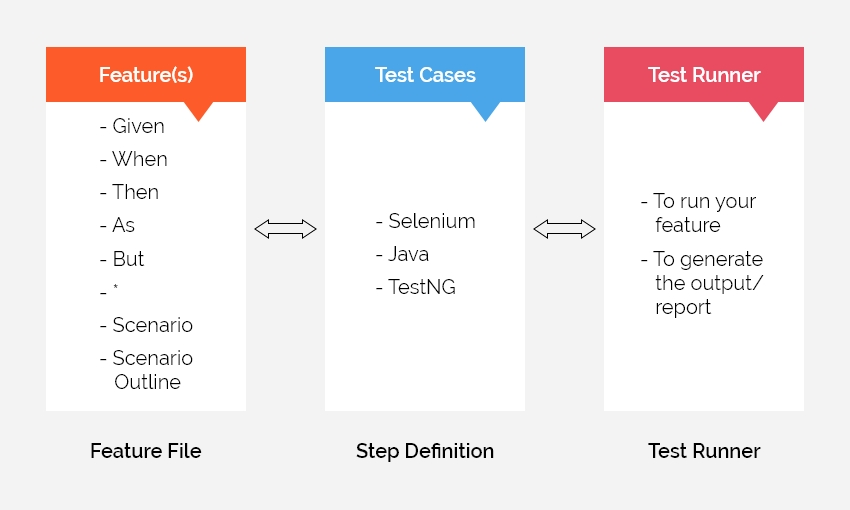 Feature(s)
- Given
- When
- Then
- As
- But
- *
- Scenario
- Scenario
Outline
Feature File
Test Cases
- Selenium
- Java
- TestNG
Step Definition
Test Runner
- To run your
feature
- To generate
the output/
report
Test Runner